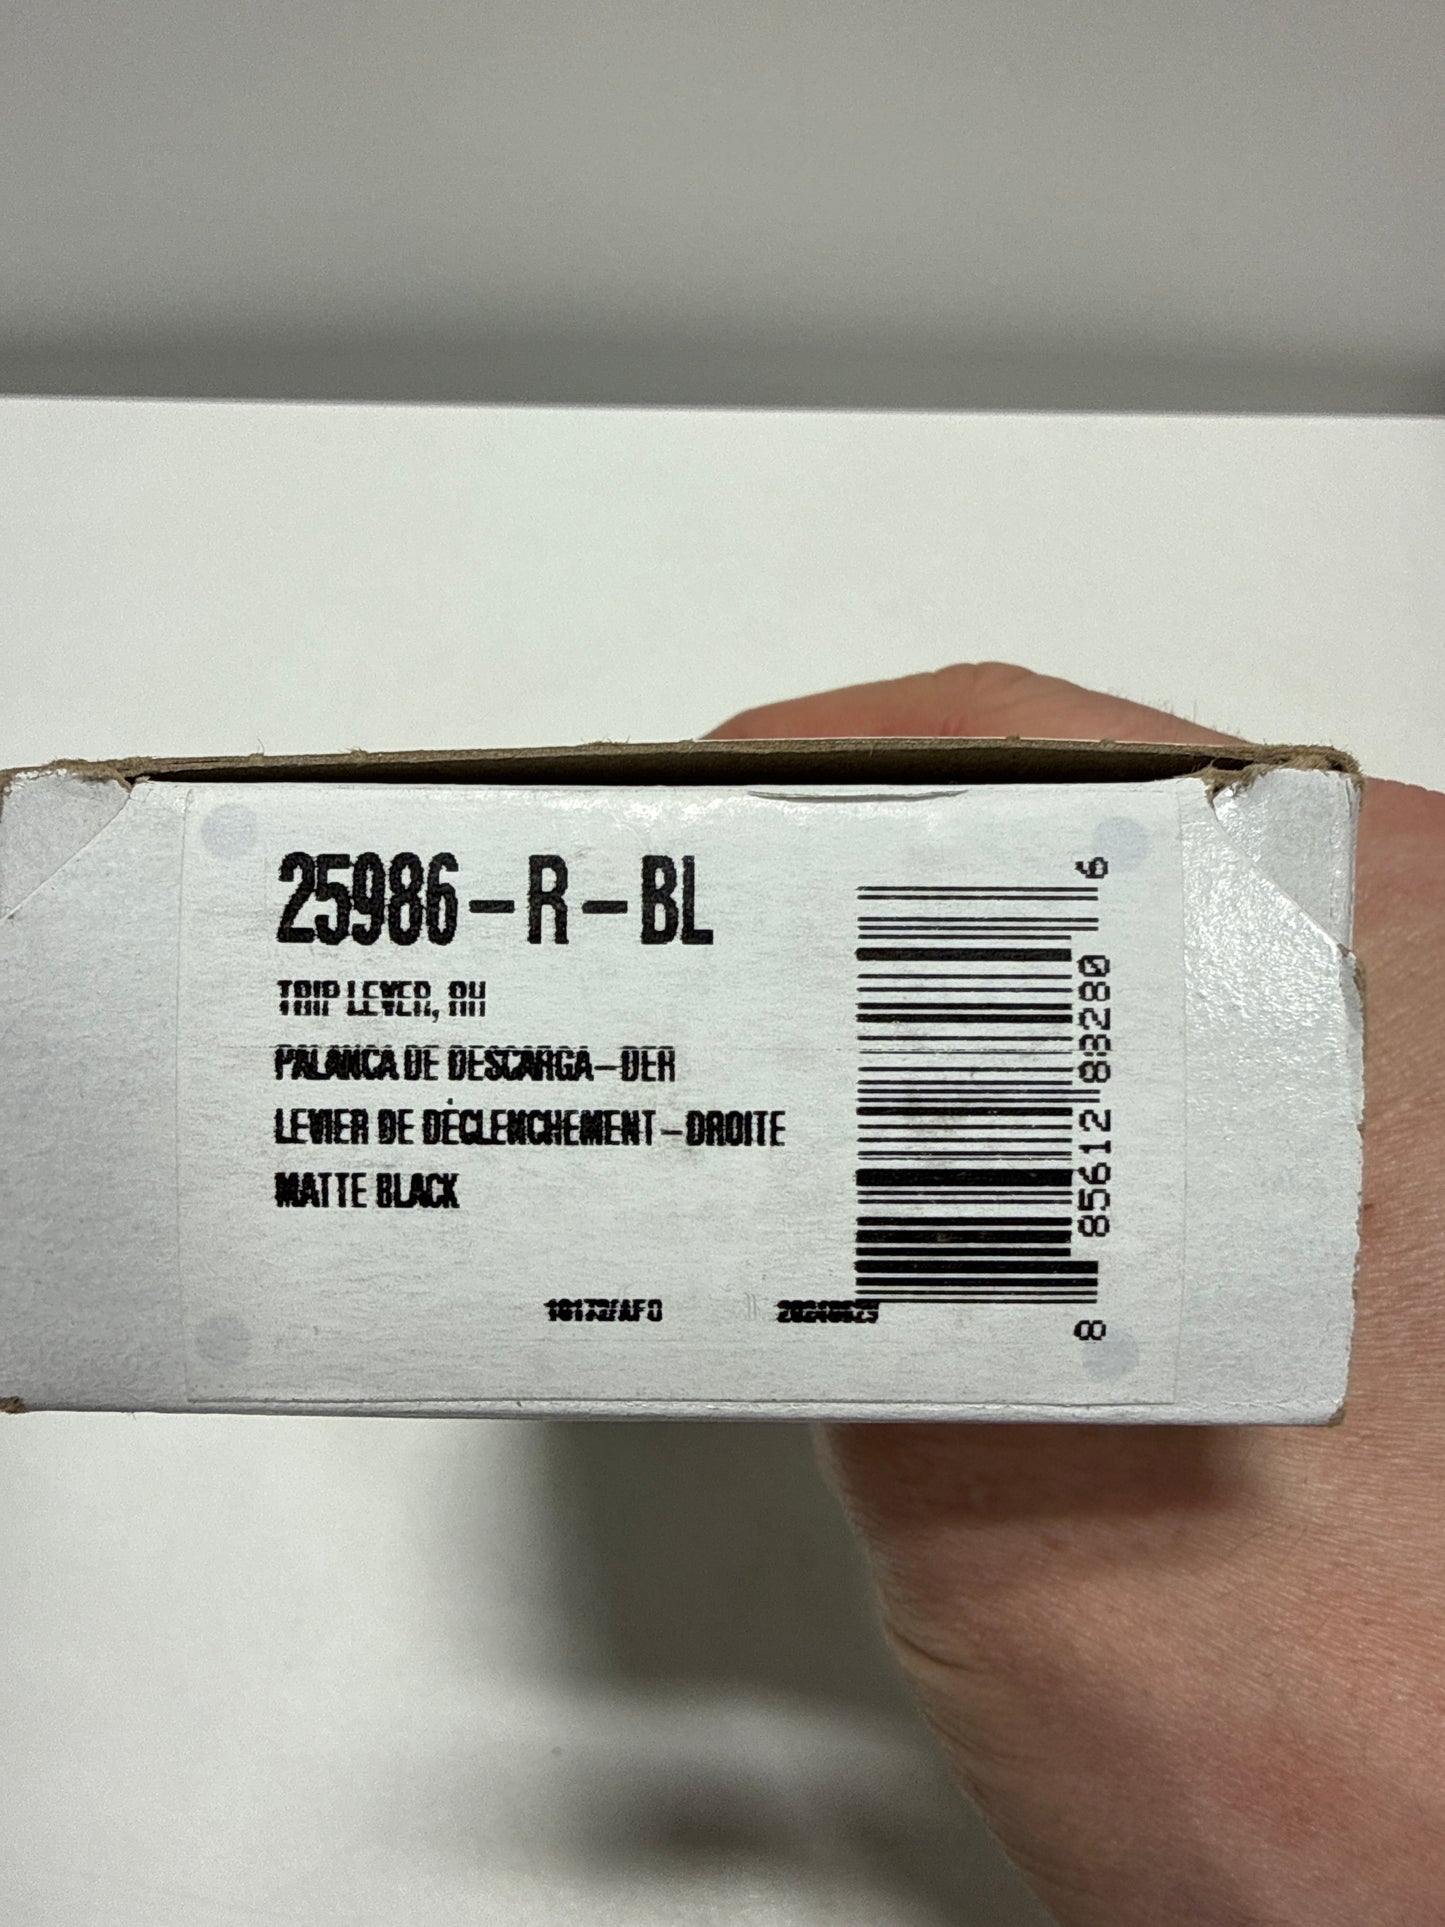 25986-R-BL
TRIP LEVER, RH
PALANCA DE DESCARGA-DER
LEVIER DE DÉCLENCHEMENT-DROITE
MATTE BLACK
8 85612 83280 6